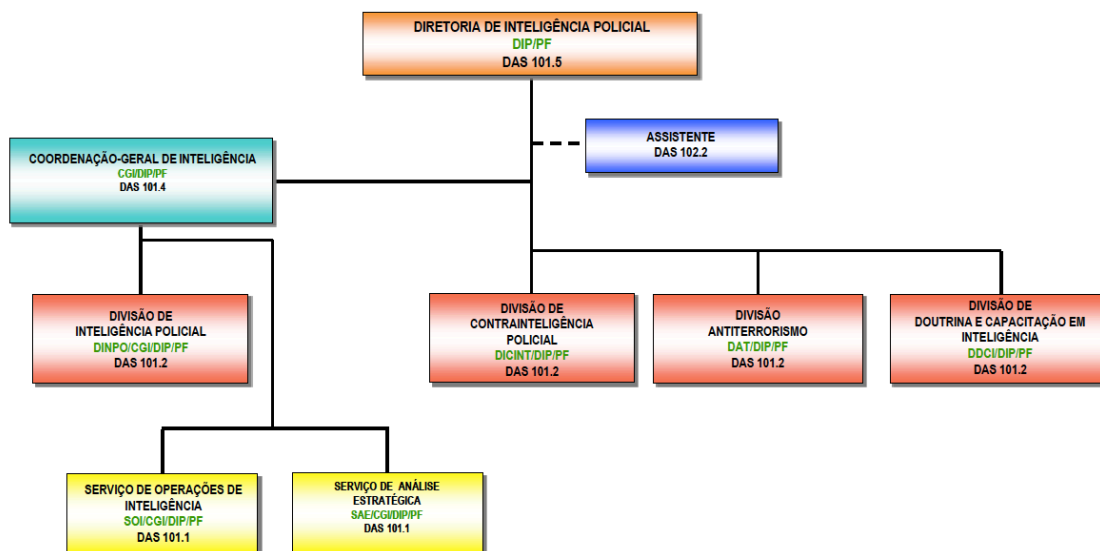 DIRETORIA DE INTELIGÊNCIA POLICIAL
DIP/PF
DAS 101.5
ASSISTENTE
DAS 102.2
COORDENAÇÃO-GERAL DE INTELIGÊNCIA
CGI/DIP/PF
DAS 101.4
DIVISÃO DE
INTELIGÊNCIA POLICIAL
DINPO/CGI/DIP/PF
DAS 101.2
DIVISÃO DE
CONTRAINTELIGÊNCIA
POLICIAL
DICINT/DIP/PF
DAS 101.2
DIVISÃO
ANTITERRORISMO
DAT/DIP/PF
DAS 101.2
DIVISÃO DE
DOUTRINA E CAPACITAÇÃO EM
INTELIGÊNCIA
DDCI/DIP/PF
DAS 101.2
SERVIÇO DE OPERAÇÕES DE
INTELIGÊNCIA
SOI/CGI/DIP/PF
DAS 101.1
SERVIÇO DE ANÁLISE
ESTRATÉGICA
SAE/CGI/DIP/PF
DAS 101.1